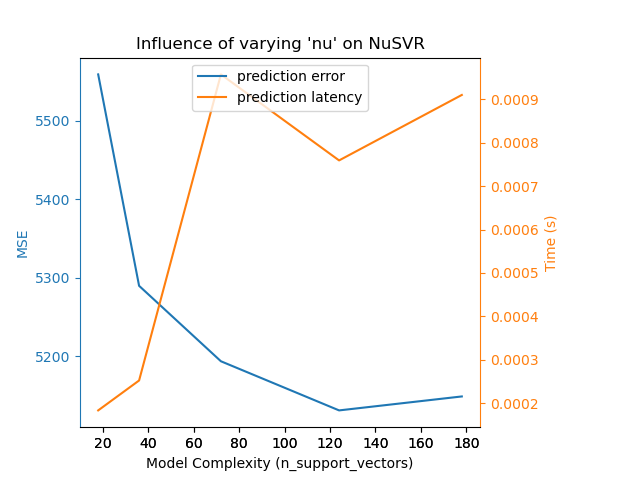 Influence of varying 'nu' on NuSVR
prediction error
prediction latency
5500
5400
5300
5200
MSE
0.0009
0.0008
0.0007
0.0006
0.0005
0.0004
0.0003
0.0002
Time (s)
20 40 60 80 100 120 140 160 180
Model Complexity (n_support_vectors)